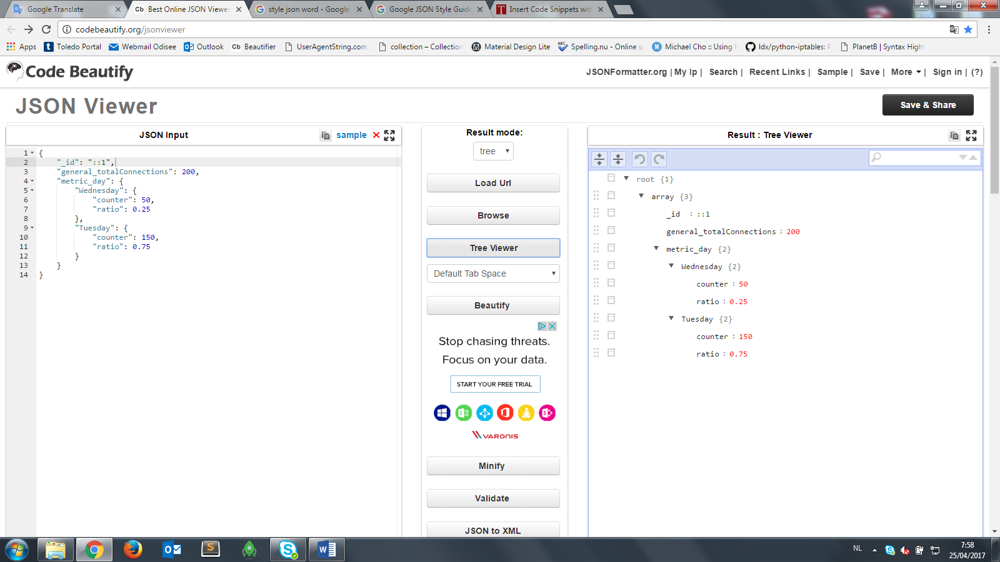 Google Translate
Best Online JSON Viewer
style json word - Google
Google JSON Style Guide
Insert Code Snippets with
codebeautify.org/jsonviewer
Apps
Toledo Portal
Webmail Odisee
Outlook
Cb Beautifier
UserAgentString.com
collection – Collection
Material Design Lite
Spelling.nu - Online s
Michael Cho :: Using
ldx/python-iptables:
PlanetB | Syntax High
Code Beautify
JSONFormatter.org | My Ip | Search | Recent Links | Sample | Save | More | Sign in | (?)
JSON Viewer
Save & Share
JSON Input
sample
1 {
2 "_id": "::1",
3 "general_totalConnections": 200,
4 "metric_day": {
5 "Wednesday": {
6 "counter": 50,
7 "ratio": 0.25
8 },
9 "Tuesday": {
10 "counter": 150,
11 "ratio": 0.75
12 }
13 }
14 }
Result mode:
tree
Load Url
Browse
Tree Viewer
Default Tab Space
Beautify
Stop chasing threats.
Focus on your data.
START YOUR FREE TRIAL
VARONIS
Minify
Validate
JSON to XML
Result : Tree Viewer
root {1}
array {3}
_id : ::1
general_totalConnections : 200
metric_day {2}
Wednesday {2}
counter : 50
ratio : 0.25
Tuesday {2}
counter : 150
ratio : 0.75
NL
7:58
25/04/2017